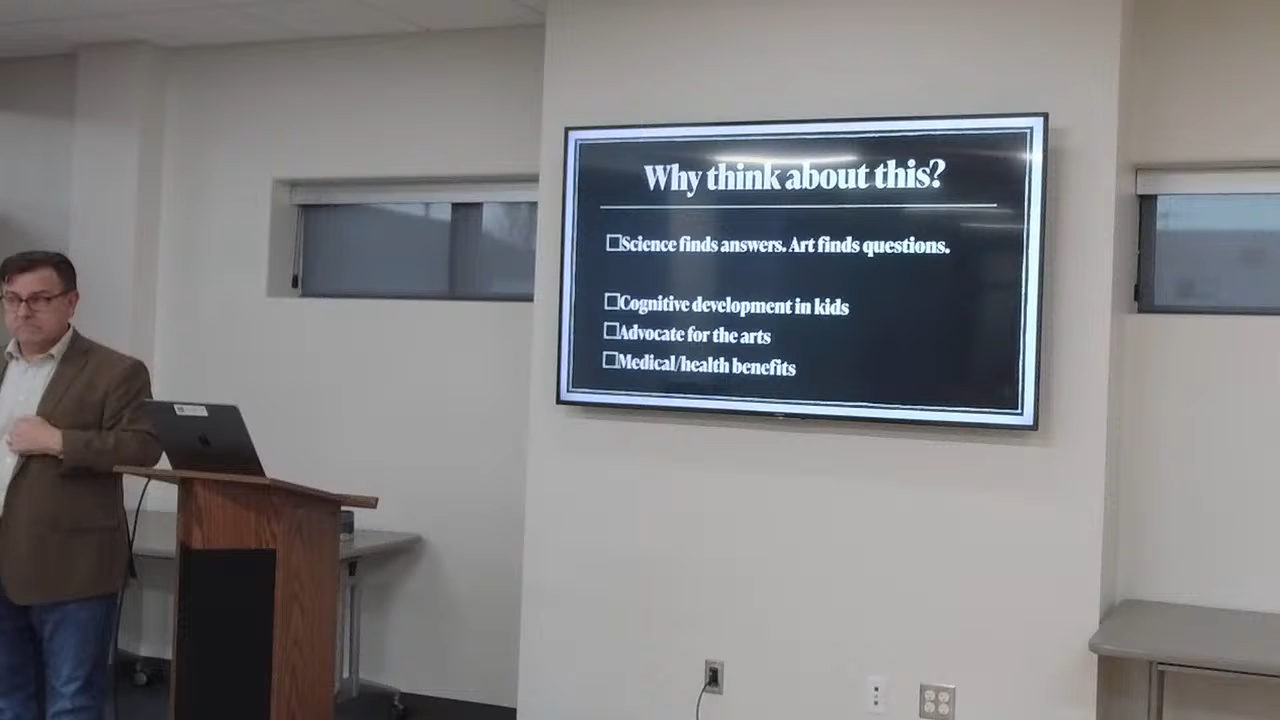 Why think about this?
☐Science finds answers. Art finds questions.
☐Cognitive development in kids
☐Advocate for the arts
☐Medical/health benefits